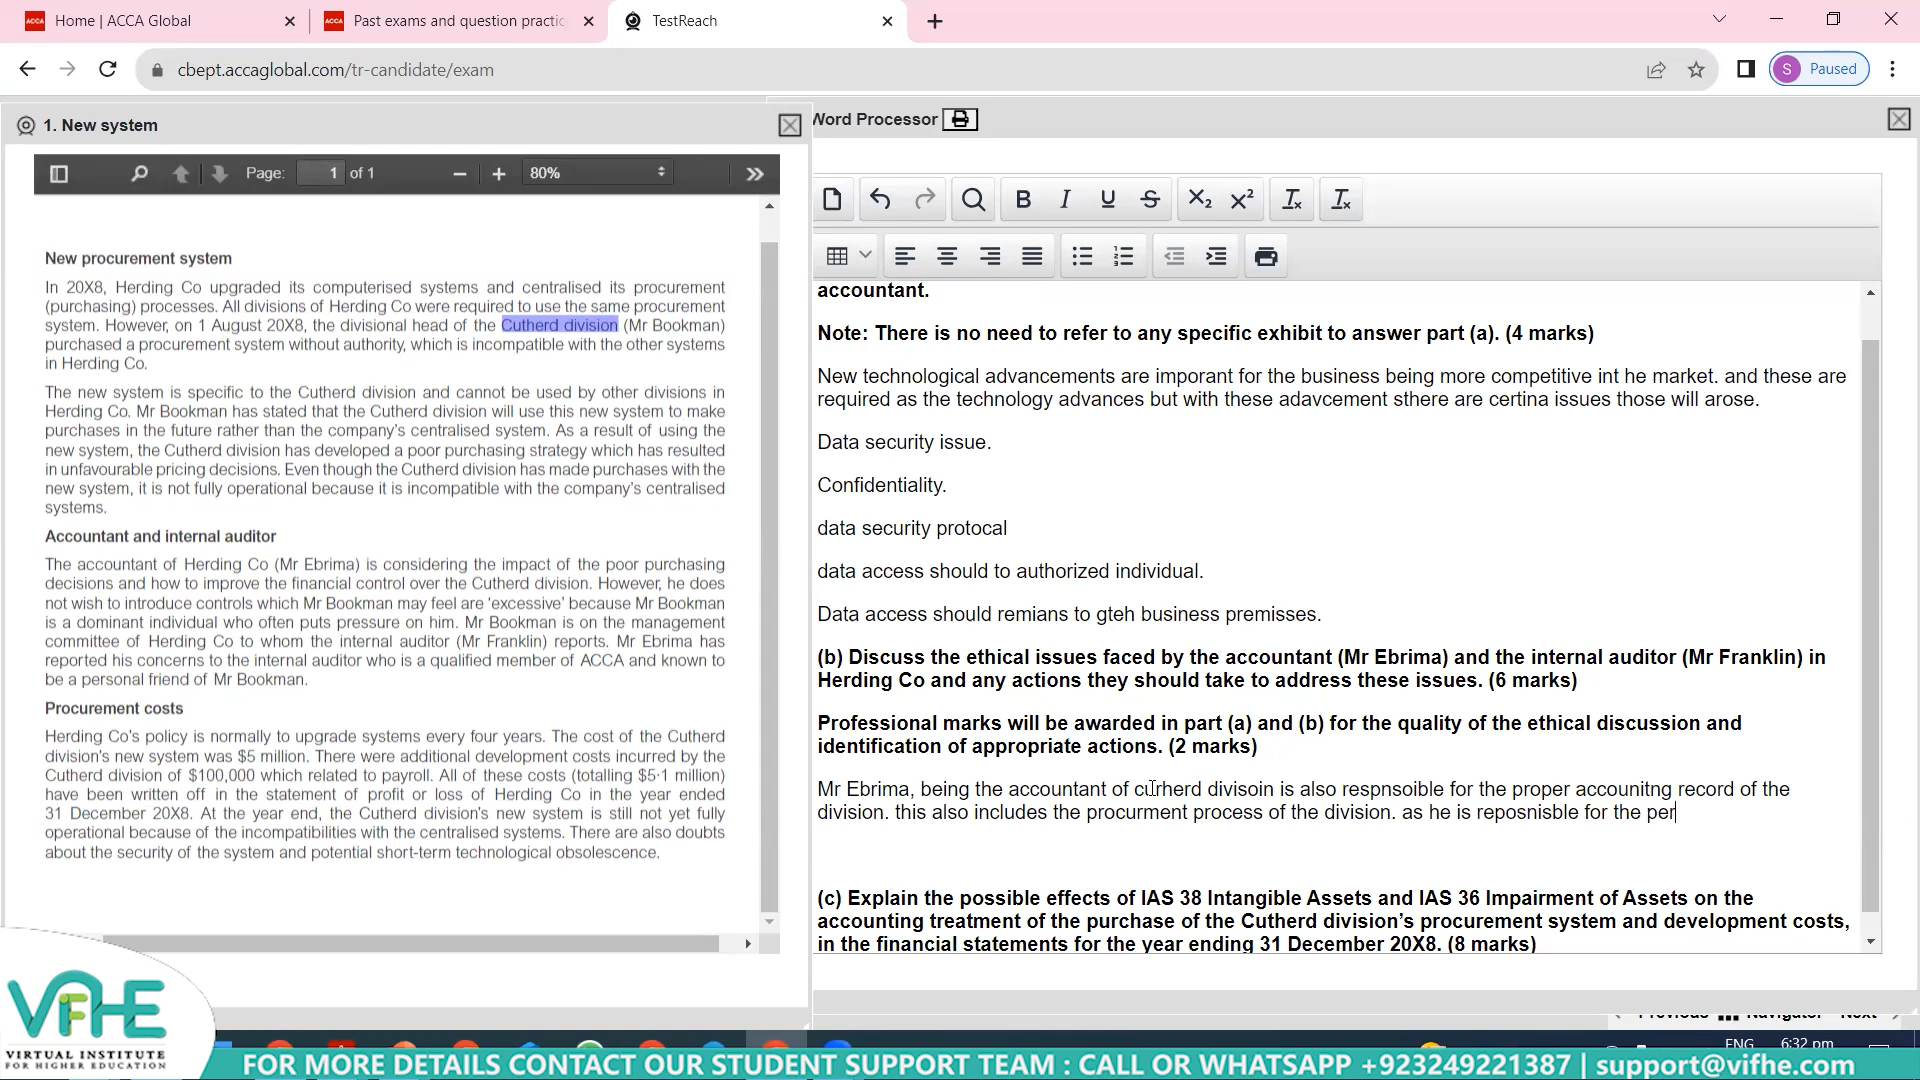 Home | ACCA Global
Past exams and question practic
TestReach
cbept.accaglobal.com/tr-candidate/exam
S Paused
1. New system
Word Processor
Page: 1 of 1
80%
New procurement system
In 20X8, Herding Co upgraded its computerised systems and centralised its procurement
(purchasing) processes. All divisions of Herding Co were required to use the same procurement
system. However, on 1 August 20X8, the divisional head of the Cutherd division (Mr Bookman)
purchased a procurement system without authority, which is incompatible with the other systems
in Herding Co.
The new system is specific to the Cutherd division and cannot be used by other divisions in
Herding Co. Mr Bookman has stated that the Cutherd division will use this new system to make
purchases in the future rather than the company's centralised system. As a result of using the
new system, the Cutherd division has developed a poor purchasing strategy which has resulted
in unfavourable pricing decisions. Even though the Cutherd division has made purchases with the
new system, it is not fully operational because it is incompatible with the company's centralised
systems.
Accountant and internal auditor
The accountant of Herding Co (Mr Ebrima) is considering the impact of the poor purchasing
decisions and how to improve the financial control over the Cutherd division. However, he does
not wish to introduce controls which Mr Bookman may feel are 'excessive' because Mr Bookman
is a dominant individual who often puts pressure on him. Mr Bookman is on the management
committee of Herding Co to whom the internal auditor (Mr Franklin) reports. Mr Ebrima has
reported his concerns to the internal auditor who is a qualified member of ACCA and known to
be a personal friend of Mr Bookman.
Procurement costs
Herding Co's policy is normally to upgrade systems every four years. The cost of the Cutherd
division's new system was $5 million. There were additional development costs incurred by the
Cutherd division of $100,000 which related to payroll. All of these costs (totalling $5·1 million)
have been written off in the statement of profit or loss of Herding Co in the year ended
31 December 20X8. At the year end, the Cutherd division's new system is still not yet fully
operational because of the incompatibilities with the centralised systems. There are also doubts
about the security of the system and potential short-term technological obsolescence.
accountant.
Note: There is no need to refer to any specific exhibit to answer part (a). (4 marks)
New technological advancements are imporant for the business being more competitive int he market. and these are
required as the technology advances but with these adavcement sthere are certina issues those will arose.
Data security issue.
Confidentiality.
data security protocal
data access should to authorized individual.
Data access should remians to gteh business premisses.
(b) Discuss the ethical issues faced by the accountant (Mr Ebrima) and the internal auditor (Mr Franklin) in
Herding Co and any actions they should take to address these issues. (6 marks)
Professional marks will be awarded in part (a) and (b) for the quality of the ethical discussion and
identification of appropriate actions. (2 marks)
Mr Ebrima, being the accountant of curherd divisoin is also respnsoible for the proper accounitng record of the
division. this also includes the procurment process of the division. as he is reposnisble for the per
(c) Explain the possible effects of IAS 38 Intangible Assets and IAS 36 Impairment of Assets on the
accounting treatment of the purchase of the Cutherd division's procurement system and development costs,
in the financial statements for the year ending 31 December 20X8. (8 marks)
Previous Navigator Next
ENG 6:32 pm
VFHE
VIRTUAL INSTITUTE
FOR HIGHER EDUCATION
FOR MORE DETAILS CONTACT OUR STUDENT SUPPORT TEAM : CALL OR WHATSAPP +923249221387 | support@vifhe.com